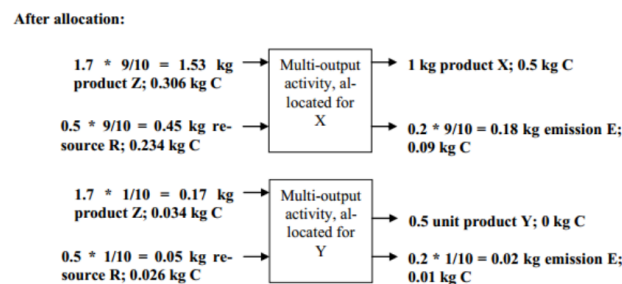 After allocation:
1.7 * 9/10 = 1.53 kg
product Z; 0.306 kg C
0.5 * 9/10 = 0.45 kg re-
source R; 0.234 kg C
Multi-output
activity, al-
located for
X
1 kg product X; 0.5 kg C
0.2 * 9/10 = 0.18 kg emission E;
0.09 kg C
1.7 * 1/10 = 0.17 kg
product Z; 0.034 kg C
0.5 * 1/10 = 0.05 kg re-
source R; 0.026 kg C
Multi-output
activity, al-
located for
Y
0.5 unit product Y; 0 kg C
0.2 * 1/10 = 0.02 kg emission E;
0.01 kg C